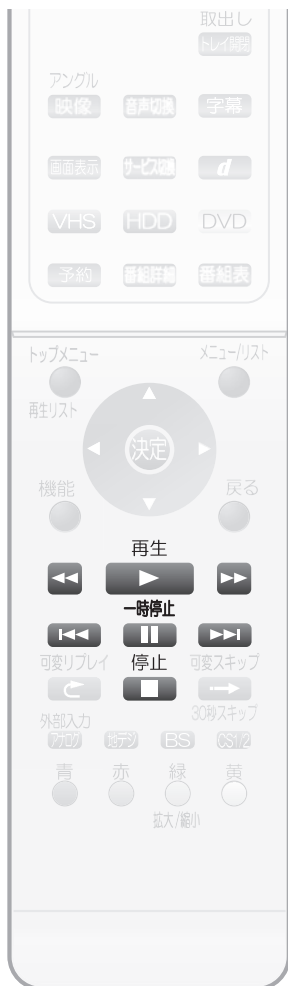 取出し
トレイ開閉
アングル
映像 音声切換 字幕
画面表示 サービス切換 d
VHS HDD DVD
予約 番組詳細 番組表
トップメニュー メニュー/リスト
再生リスト
決定
機能 戻る
再生
一時停止
可変リプレイ 停止 可変スキップ
30秒スキップ
外部入力
アナログ 地デジ BS CS1/2
青 赤 緑 黄
拡大/縮小